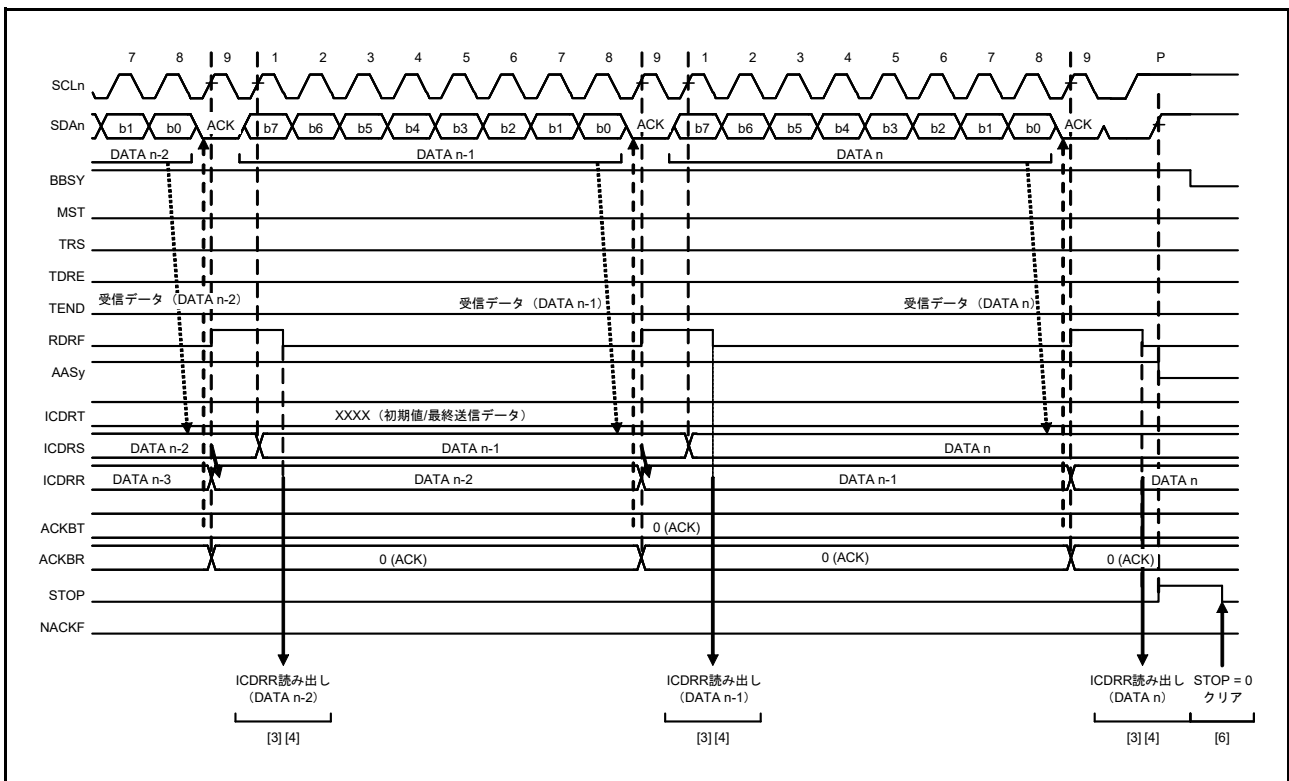 7 8 9 1 2 3 4 5 6 7 8 9 1 2 3 4 5 6 7 8 9 P
SCLn
SDAn b1 b0 ACK b7 b6 b5 b4 b3 b2 b1 b0 ACK b7 b6 b5 b4 b3 b2 b1 b0 ACK
DATA n-2 DATA n-1 DATA n
BBSY
MST
TRS
TDRE
受信データ（DATA n-2） 受信データ（DATA n-1） 受信データ（DATA n）
TEND
RDRF
AASy
ICDRT XXXX（初期値/最終送信データ）
ICDRS DATA n-2 DATA n-1 DATA n
ICDRR DATA n-3 DATA n-2 DATA n-1 DATA n
ACKBT 0 (ACK)
ACKBR 0 (ACK) 0 (ACK) 0 (ACK)
STOP
NACKF
ICDRR読み出し ICDRR読み出し ICDRR読み出し STOP = 0
（DATA n-2） （DATA n-1） （DATA n） クリア
[3] [4] [3] [4] [3] [4] [6]